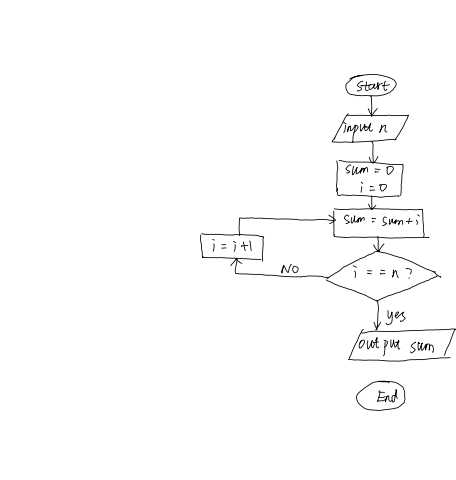 start
input n
sum = 0
i = 0
sum = sum+i
i = i+1
i == n ?
NO
yes
output sum
End